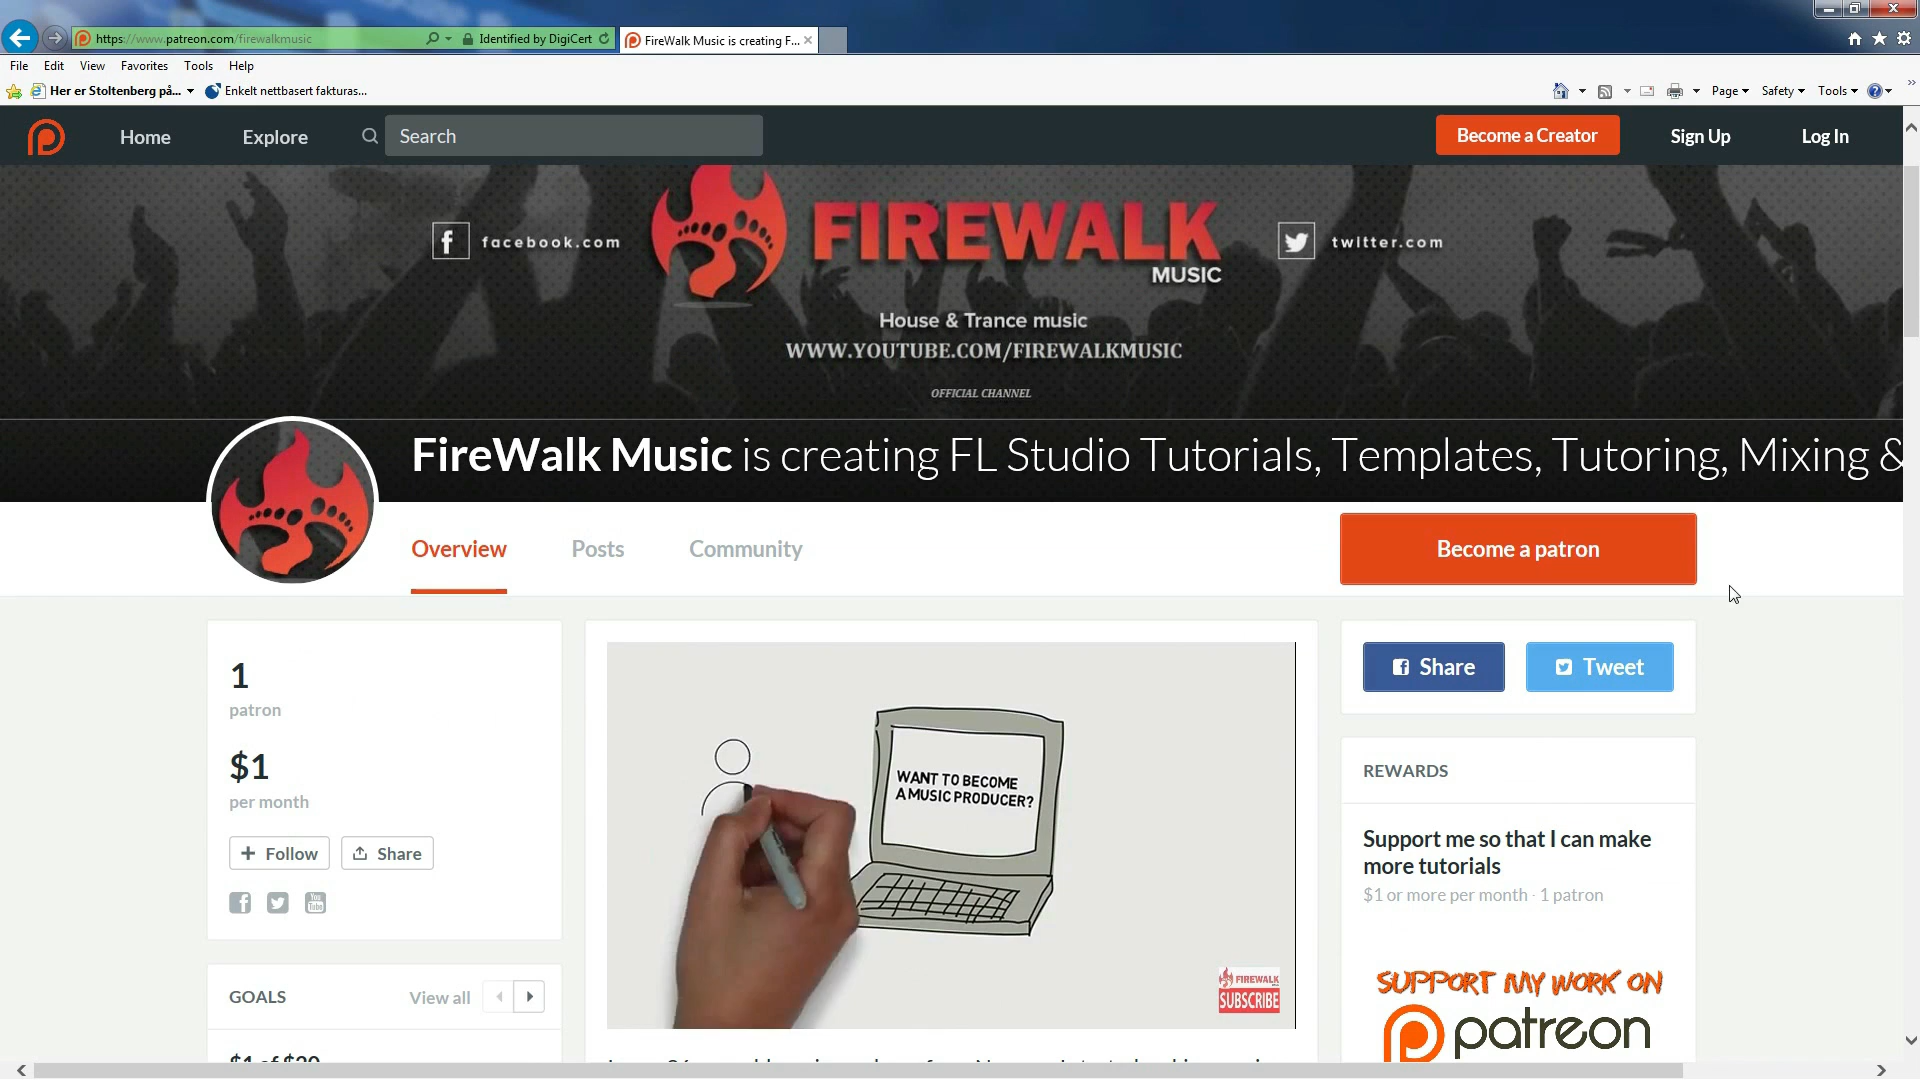 https://www.patreon.com/firewalkmusic
Identified by DigiCert
FireWalk Music is creating F...
File Edit View Favorites Tools Help
Her er Stoltenberg på...
Enkelt nettbasert fakturas...
Page
Safety
Tools
Home
Explore
Search
Become a Creator
Sign Up
Log In
facebook.com
FIREWALK
MUSIC
twitter.com
House & Trance music
WWW.YOUTUBE.COM/FIREWALKMUSIC
OFFICIAL CHANNEL
FireWalk Music is creating FL Studio Tutorials, Templates, Tutoring, Mixing &
Overview
Posts
Community
Become a patron
1
patron
$1
per month
+ Follow
Share
You
Tube
GOALS
View all
$1 of $20
WANT TO BECOME
A MUSIC PRODUCER?
FIREWALK
SUBSCRIBE
Share
Tweet
REWARDS
Support me so that I can make
more tutorials
$1 or more per month · 1 patron
SUPPORT MY WORK ON
patreon